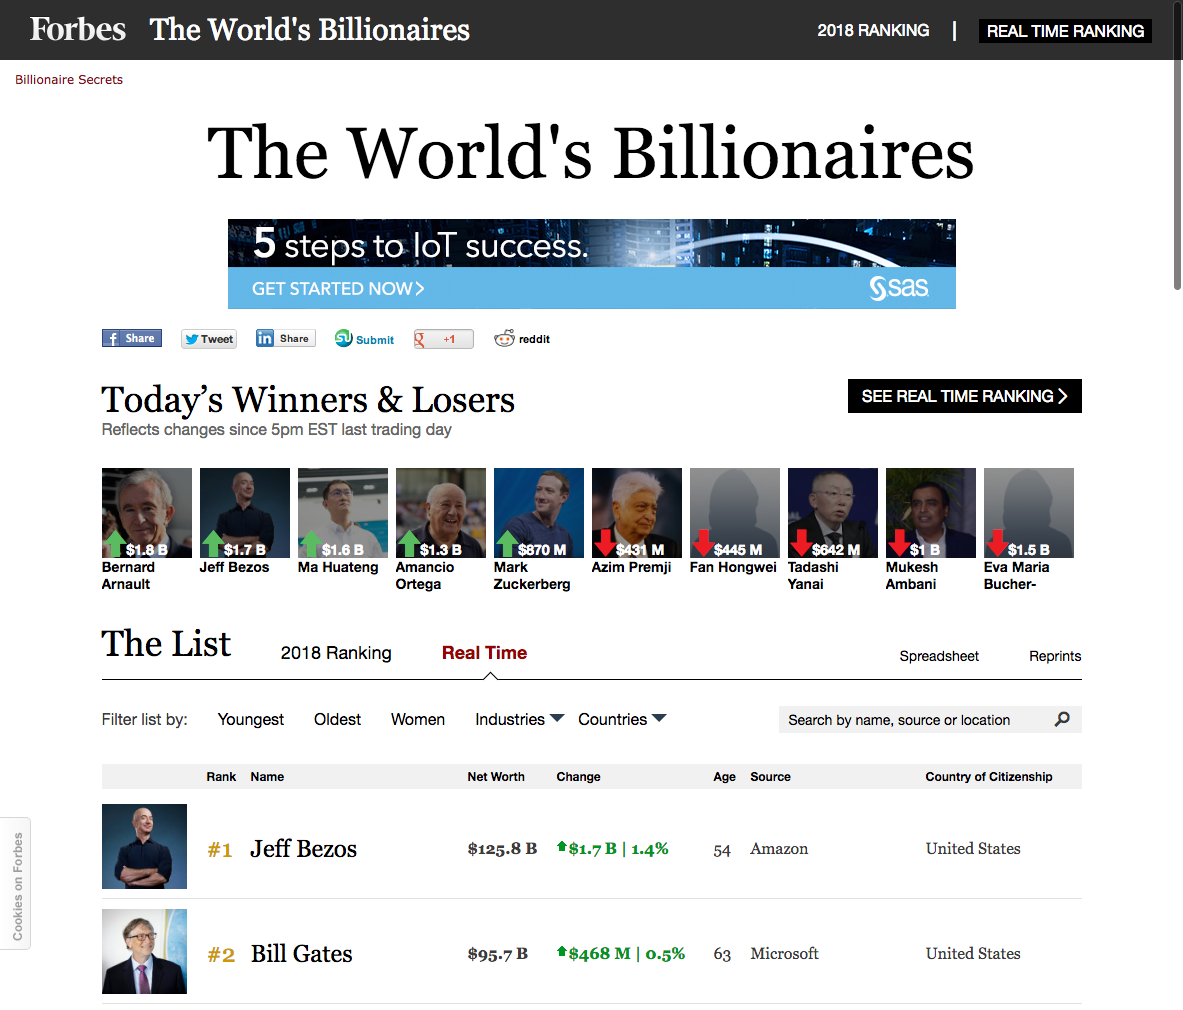 Forbes The World's Billionaires 2018 RANKING | REAL TIME RANKING
Billionaire Secrets
The World's Billionaires
5 steps to IoT success.
GET STARTED NOW> sas
f Share Tweet in Share Submit g +1 reddit
Today's Winners & Losers SEE REAL TIME RANKING >
Reflects changes since 5pm EST last trading day
$1.8 B $1.7 B $1.6 B $1.3 B $870 M $431 M $445 M $642 M $1 B $1.5 B
Bernard Arnault Jeff Bezos Ma Huateng Amancio Ortega Mark Zuckerberg Azim Premji Fan Hongwei Tadashi Yanai Mukesh Ambani Eva Maria Bucher-
The List 2018 Ranking Real Time Spreadsheet Reprints
Filter list by: Youngest Oldest Women Industries Countries Search by name, source or location
Rank Name Net Worth Change Age Source Country of Citizenship
#1 Jeff Bezos $125.8 B $1.7 B | 1.4% 54 Amazon United States
#2 Bill Gates $95.7 B $468 M | 0.5% 63 Microsoft United States
Cookies on Forbes